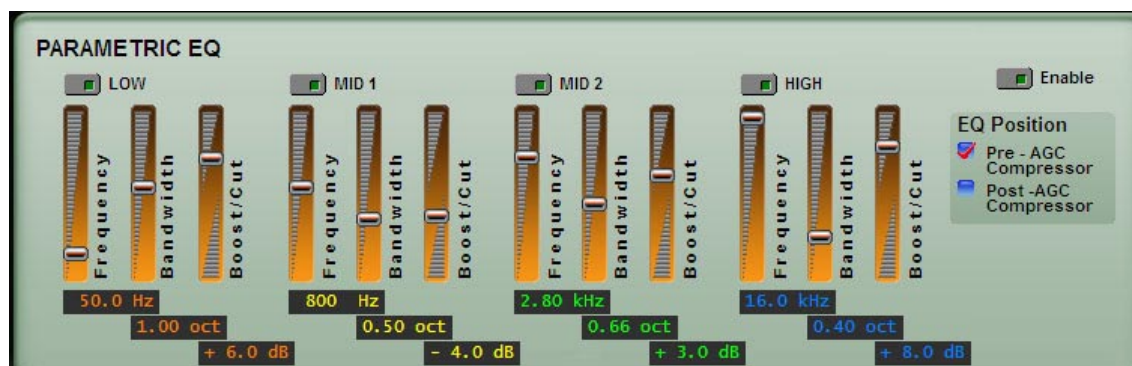 PARAMETRIC EQ
LOW MID 1 MID 2 HIGH Enable
EQ Position
Pre - AGC
Compressor
Post -AGC
Compressor
Frequency Bandwidth Boost/Cut Frequency Bandwidth Boost/Cut Frequency Bandwidth Boost/Cut Frequency Bandwidth Boost/Cut
50.0 Hz 800 Hz 2.80 kHz 16.0 kHz
1.00 oct 0.50 oct 0.66 oct 0.40 oct
+ 6.0 dB - 4.0 dB + 3.0 dB + 8.0 dB